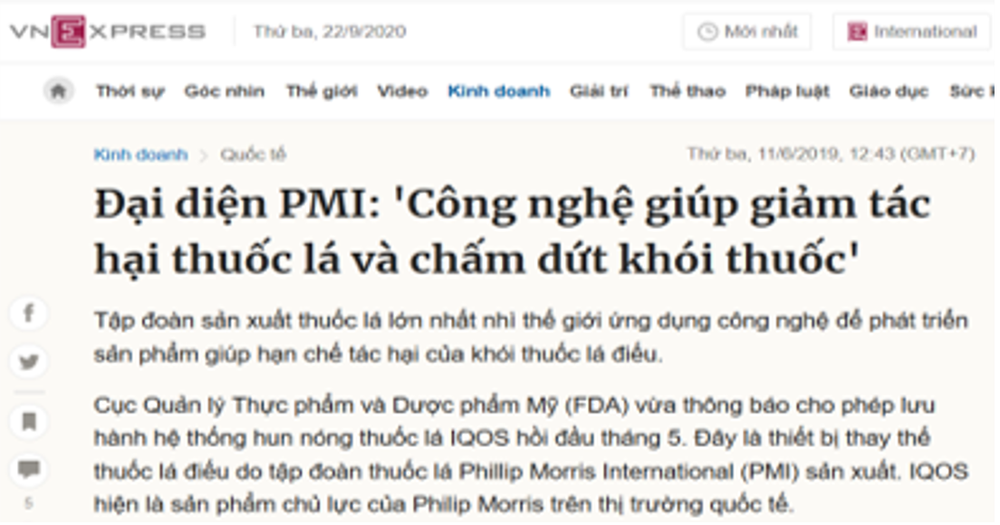 VNEXPRESS
Thứ ba, 22/9/2020
Mới nhất
International
Thời sự Góc nhìn Thế giới Video Kinh doanh Giải trí Thể thao Pháp luật Giáo dục Sức
Kinh doanh > Quốc tế
Thứ ba, 11/6/2019, 12:43 (GMT+7)
Đại diện PMI: 'Công nghệ giúp giảm tác
hại thuốc lá và chấm dứt khói thuốc'
Tập đoàn sản xuất thuốc lá lớn nhất nhì thế giới ứng dụng công nghệ để phát triển
sản phẩm giúp hạn chế tác hại của khói thuốc lá điếu.
Cục Quản lý Thực phẩm và Dược phẩm Mỹ (FDA) vừa thông báo cho phép lưu
hành hệ thống hun nóng thuốc lá IQOS hồi đầu tháng 5. Đây là thiết bị thay thế
thuốc lá điếu do tập đoàn thuốc lá Phillip Morris International (PMI) sản xuất. IQOS
hiện là sản phẩm chủ lực của Philip Morris trên thị trường quốc tế.
5